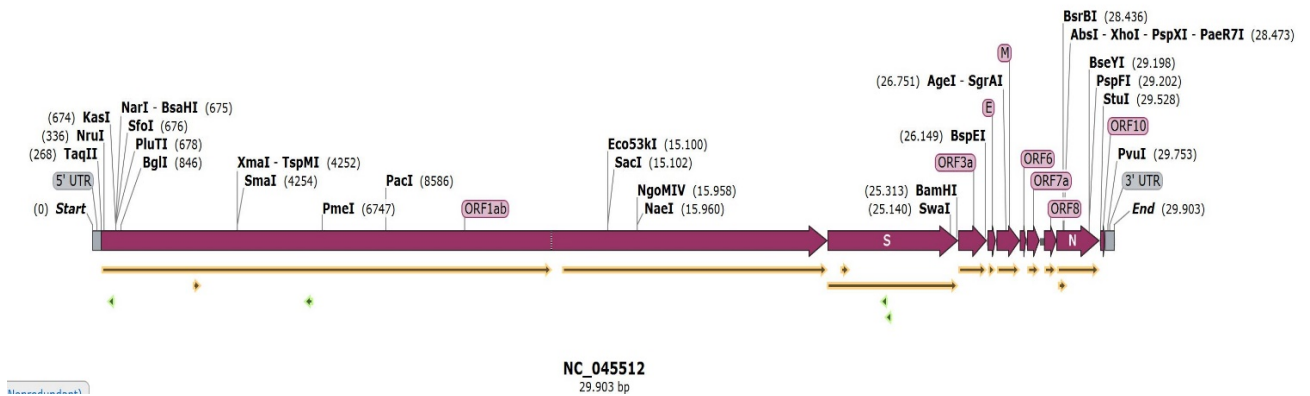 BsrBI (28.436)
AbsI - XhoI - PspXI - PaeR7I (28.473)
M
BseYI (29.198)
(26.751) AgeI - SgrAI
PspFI (29.202)
StuI (29.528)
NarI - BsaHI (675)
(674) KasI
E
ORF10
SfoI (676)
(336) NruI
PluTI (678)
(26.149) BspEI
Eco53kI (15.100)
PvuI (29.753)
(268) TaqII
BglI (846)
XmaI - TspMI (4252)
SacI (15.102)
ORF3a
ORF6
5' UTR
SmaI (4254)
PacI (8586)
NgoMIV (15.958)
(25.313) BamHI
ORF7a
3' UTR
(0) Start
PmeI (6747)
ORF1ab
NaeI (15.960)
(25.140) SwaI
ORF8
End (29.903)
S
N
NC_045512
29.903 bp